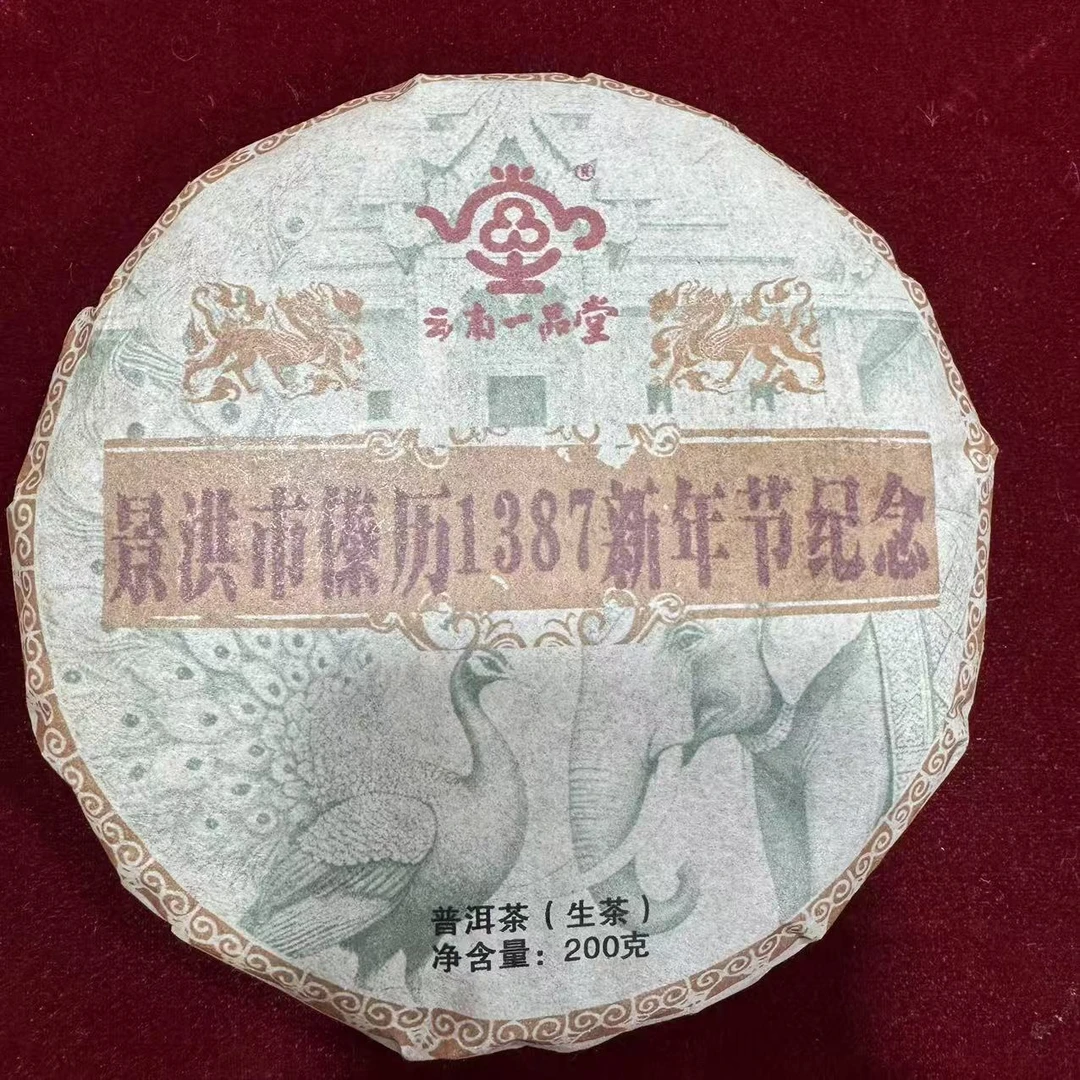 ®
云南一品堂
景洪市傣历1387新年节纪念
普洱茶（生茶）
净含量：200克